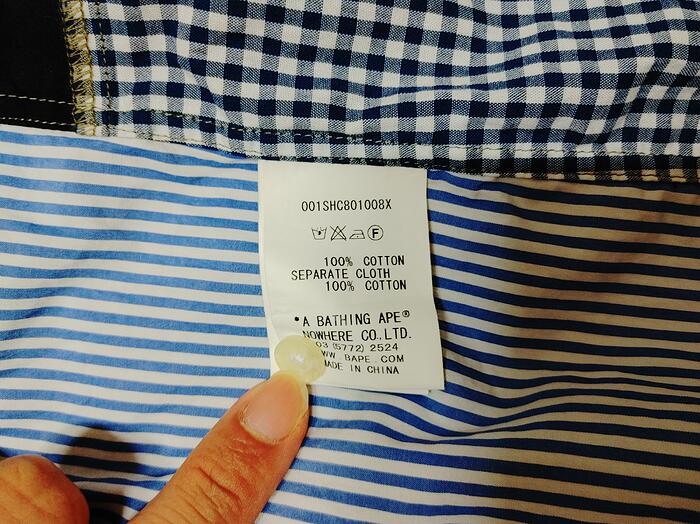 001SHC801008X
F
100% COTTON
SEPARATE CLOTH
100% COTTON
*A BATHING APE®
NOWHERE CO.,LTD.
03 (5772) 2524
BAPE.COM
MADE IN CHINA